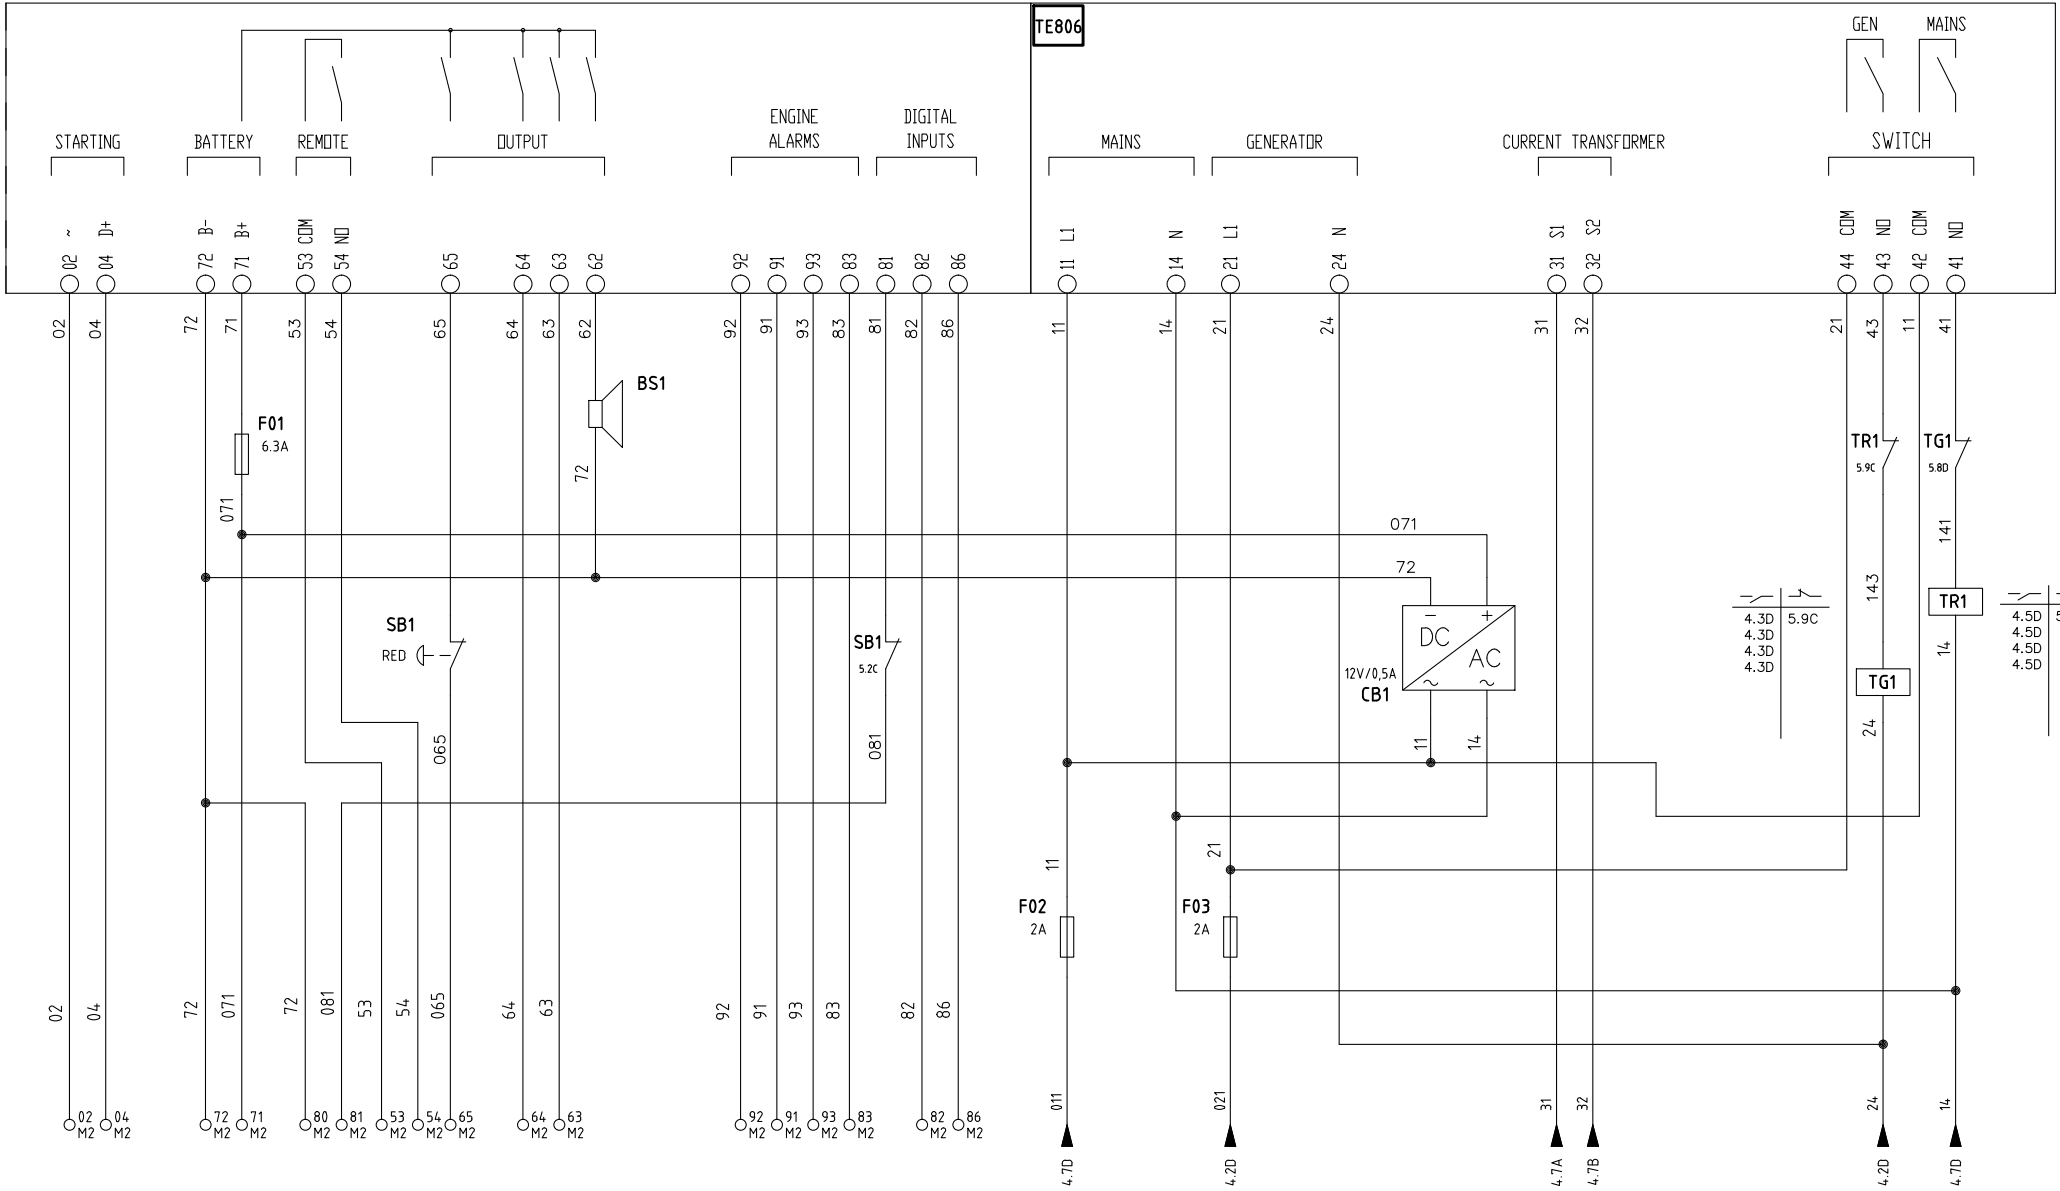 TE806
GEN MAINS
ENGINE ALARMS
DIGITAL INPUTS
STARTING BATTERY REMOTE OUTPUT MAINS GENERATOR CURRENT TRANSFORMER SWITCH
02 ~
04 D+
72 B-
71 B+
53 COM
54 NO
65
64
63
62
92
91
93
83
81
82
86
11 L1
14 N
21 L1
24 N
31 S1
32 S2
44 COM
43 NO
42 COM
41 NO
02 04 72 71 53 54 65 64 63 62 92 91 93 83 81 82 86 11 14 21 24 31 32 21 43 11 41
BS1
F01
6.3A
72
071
TR1
5.9C
TG1
5.8D
071
141
72
143
SB1
RED
SB1
5.2C
DC
AC
- +
~ ~
12V/0,5A
CB1
4.3D 5.9C
4.3D
4.3D
4.3D
TR1
4.5D 5
4.5D
4.5D
4.5D
14
TG1
24
065
081
11 14
11
21
F02
2A
F03
2A
02 04 72 071 72 081 53 54 065 64 63 92 91 93 83 82 86
011 021 31 32 24 14
02 M2
04 M2
72 M2
71 M2
80 M2
81 M2
53 M2
54 M2
65 M2
64 M2
63 M2
92 M2
91 M2
93 M2
83 M2
82 M2
86 M2
4.7D 4.2D 4.7A 4.7B 4.2D 4.7D